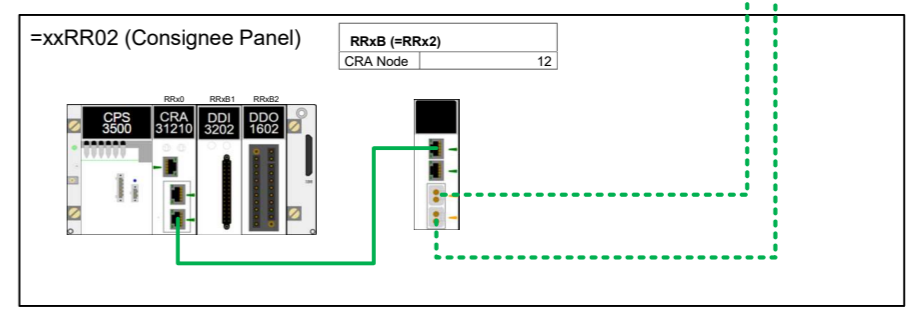 =xxRR02 (Consignee Panel)
RRxB (=RRx2)
CRA Node 12
RRx0 RRxB1 RRxB2
CPS CRA DDI DDO
3500 31210 3202 1602